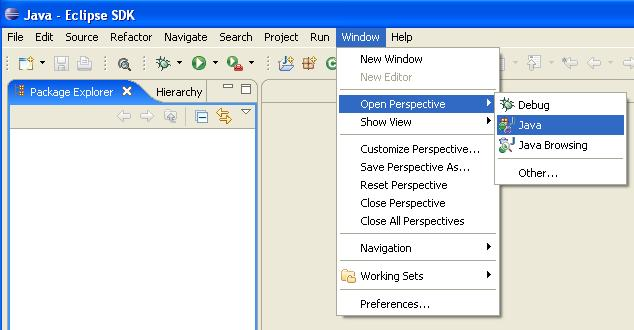 Java - Eclipse SDK
File Edit Source Refactor Navigate Search Project Run Window Help
Package Explorer Hierarchy
New Window
New Editor
Open Perspective
Show View
Customize Perspective...
Save Perspective As...
Reset Perspective
Close Perspective
Close All Perspectives
Navigation
Working Sets
Preferences...
Debug
Java
Java Browsing
Other...